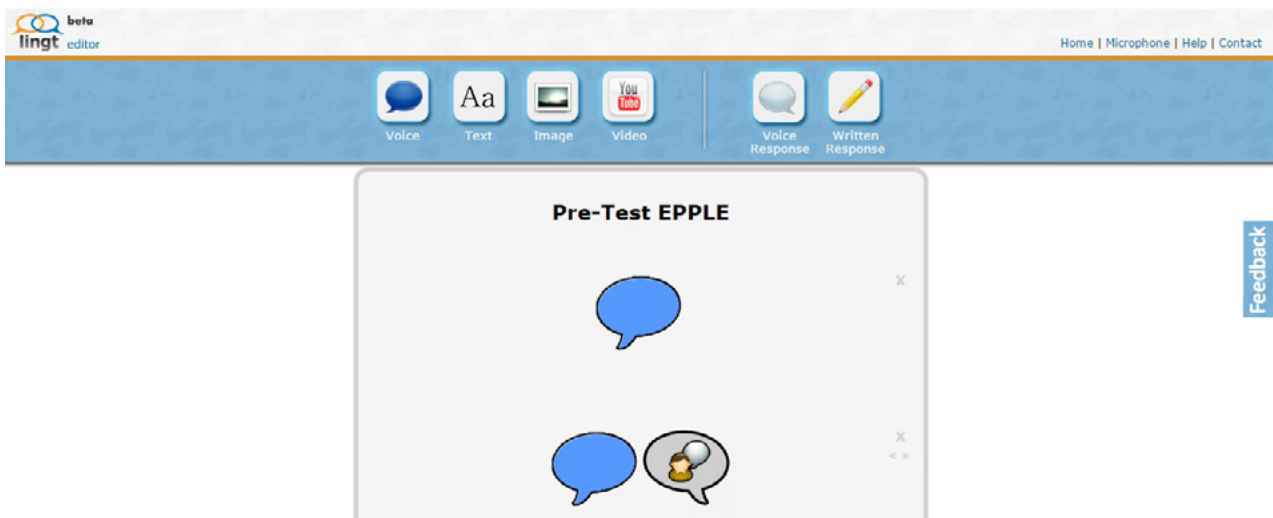 beta
lingt editor
Home | Microphone | Help | Contact
Aa
You
Tube
Voice Text Image Video Voice Written
Response Response
Pre-Test EPPLE
x
Feedback
x
< >